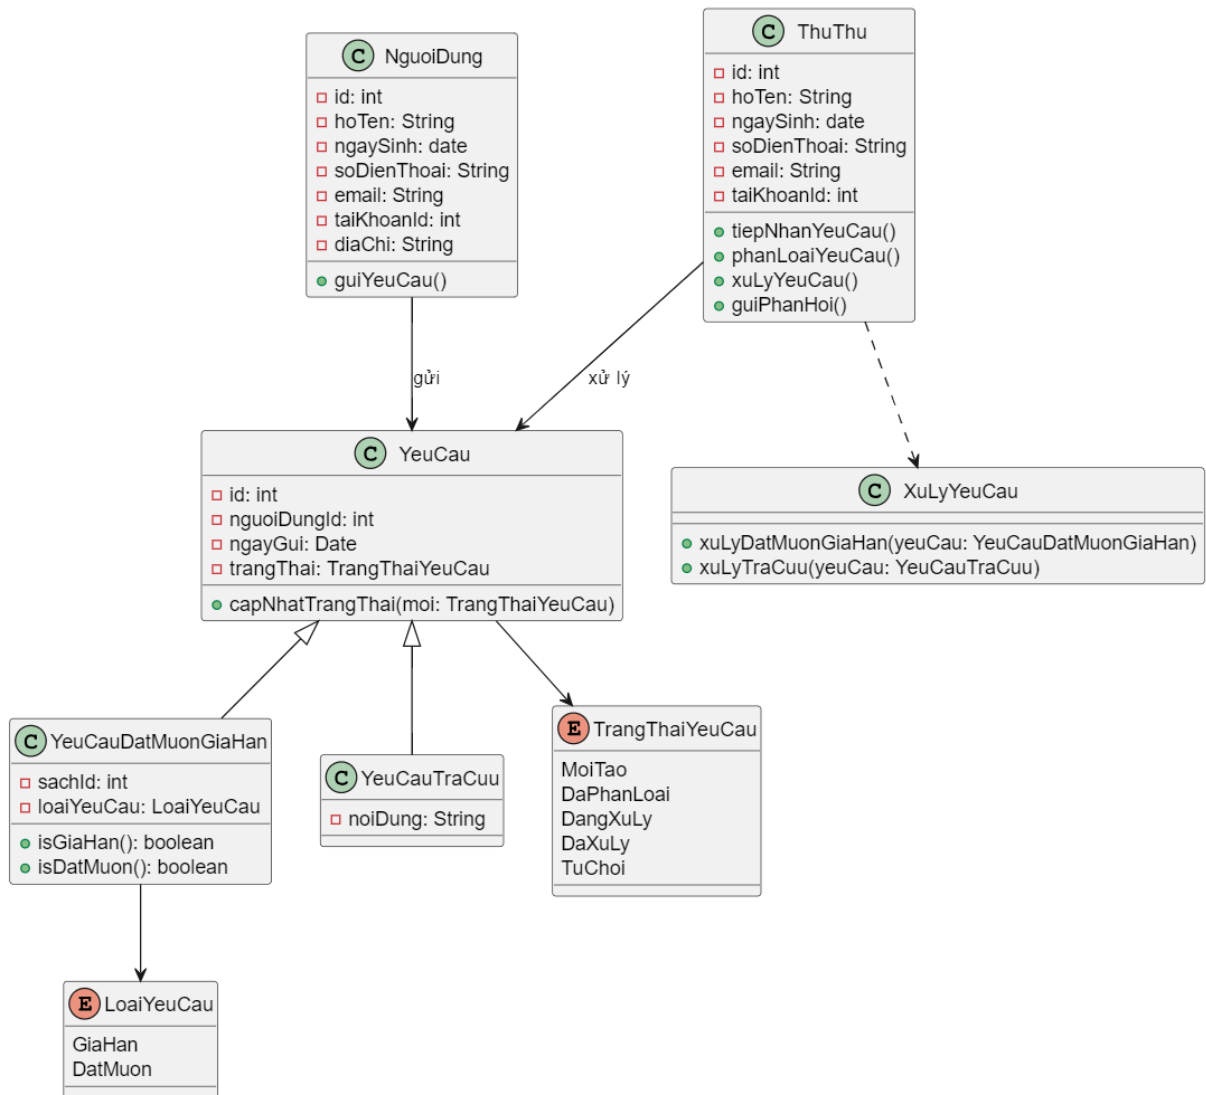 C NguoiDung
id: int
hoTen: String
ngaySinh: date
soDienThoai: String
email: String
taiKhoanId: int
diaChi: String
guiYeuCau()
C ThuThu
id: int
hoTen: String
ngaySinh: date
soDienThoai: String
email: String
taiKhoanId: int
tiepNhanYeuCau()
phanLoaiYeuCau()
xuLyYeuCau()
guiPhanHoi()
gửi
xử lý
C YeuCau
id: int
nguoiDungId: int
ngayGui: Date
trangThai: TrangThaiYeuCau
capNhatTrangThai(moi: TrangThaiYeuCau)
C XuLyYeuCau
xuLyDatMuonGiaHan(yeuCau: YeuCauDatMuonGiaHan)
xuLyTraCuu(yeuCau: YeuCauTraCuu)
C YeuCauDatMuonGiaHan
sachId: int
loaiYeuCau: LoaiYeuCau
isGiaHan(): boolean
isDatMuon(): boolean
C YeuCauTraCuu
noiDung: String
E TrangThaiYeuCau
MoiTao
DaPhanLoai
DangXuLy
DaXuLy
TuChoi
E LoaiYeuCau
GiaHan
DatMuon